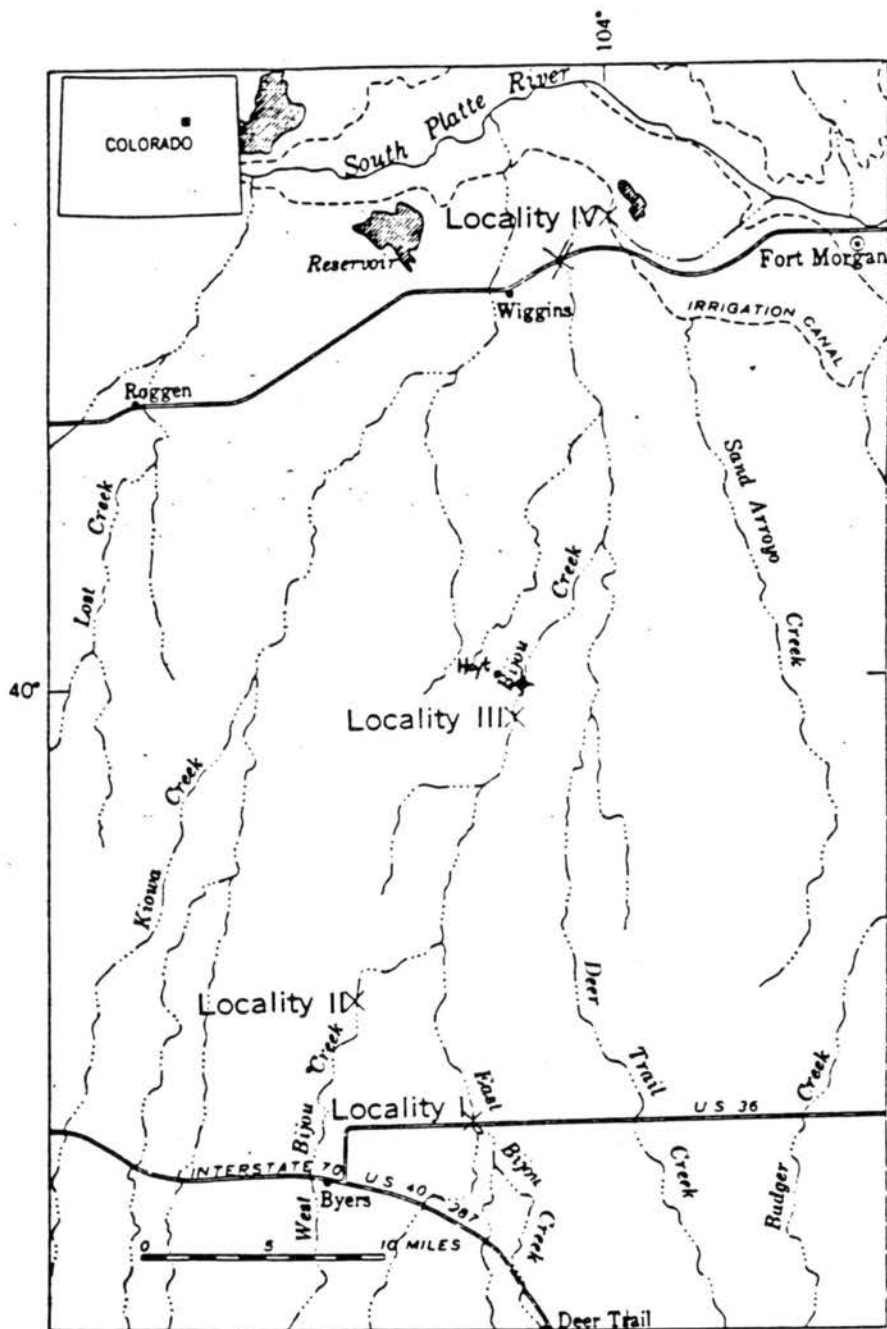 104°
COLORADO
South Platte River
Locality IV
Reservoir
Fort Morgan
Wiggins
IRRIGATION CANAL
Roggen
Sand Arroyo Creek
Lost Creek
Bijou Creek
Hoyt
40°
Locality III
Kiowa Creek
Locality II
Deer Trail Creek
West Bijou Creek
Locality I
East Bijou Creek
US 36
Badger Creek
INTERSTATE 70
US 40
287
Byers
0 5 10 MILES
Deer Trail